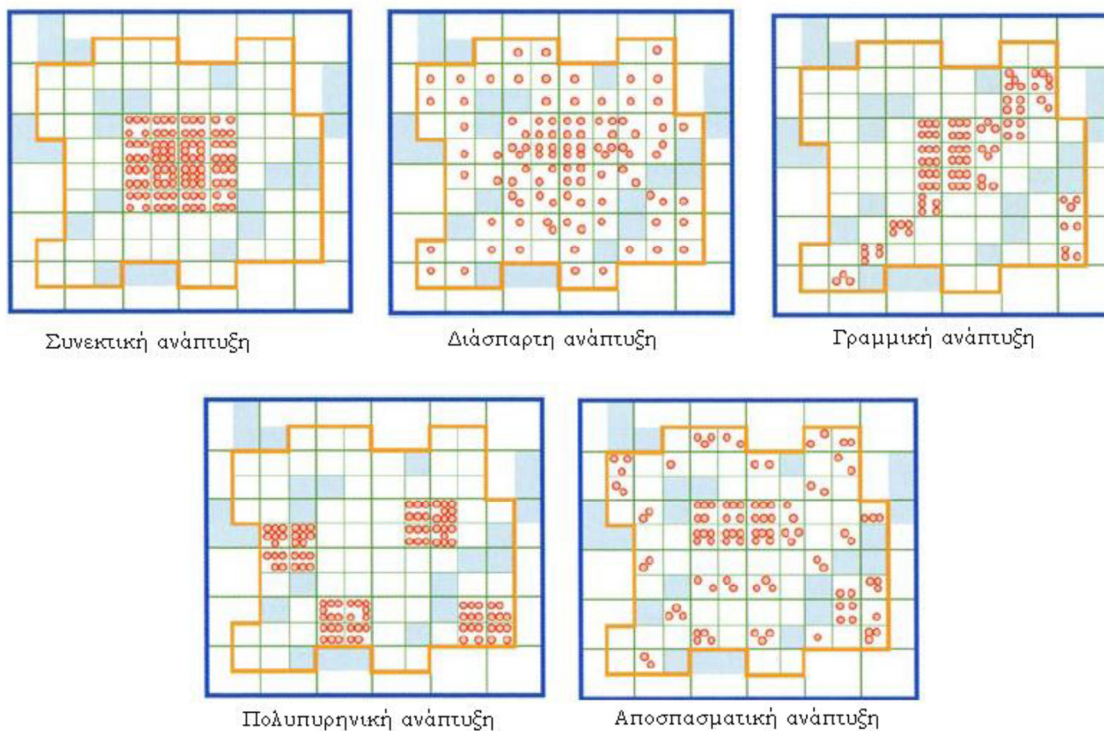 Συνεκτική ανάπτυξη
Διάσπαρτη ανάπτυξη
Γραμμική ανάπτυξη
Πολυπυρηνική ανάπτυξη
Αποσπασματική ανάπτυξη